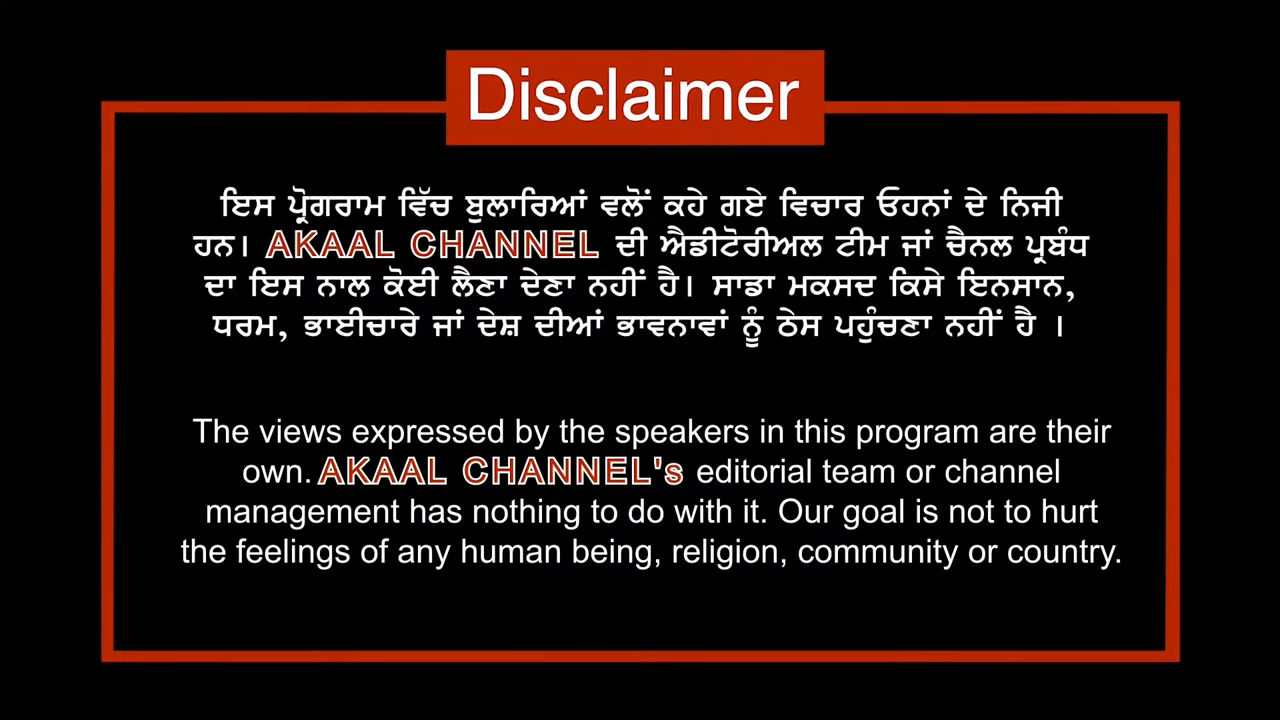 Disclaimer
ਇਸ ਪ੍ਰੋਗਰਾਮ ਵਿੱਚ ਬੁਲਾਰਿਆਂ ਵਲੋਂ ਕਹੇ ਗਏ ਵਿਚਾਰ ਓਹਨਾਂ ਦੇ ਨਿਜੀ
ਹਨ। AKAAL CHANNEL ਦੀ ਐਡੀਟੋਰੀਅਲ ਟੀਮ ਜਾਂ ਚੈਨਲ ਪ੍ਰਬੰਧ
ਦਾ ਇਸ ਨਾਲ ਕੋਈ ਲੈਣਾ ਦੇਣਾ ਨਹੀਂ ਹੈ। ਸਾਡਾ ਮਕਸਦ ਕਿਸੇ ਇਨਸਾਨ,
ਧਰਮ, ਭਾਈਚਾਰੇ ਜਾਂ ਦੇਸ਼ ਦੀਆਂ ਭਾਵਨਾਵਾਂ ਨੂੰ ਠੇਸ ਪਹੁੰਚਣਾ ਨਹੀਂ ਹੈ ।
The views expressed by the speakers in this program are their
own. AKAAL CHANNEL's editorial team or channel
management has nothing to do with it. Our goal is not to hurt
the feelings of any human being, religion, community or country.